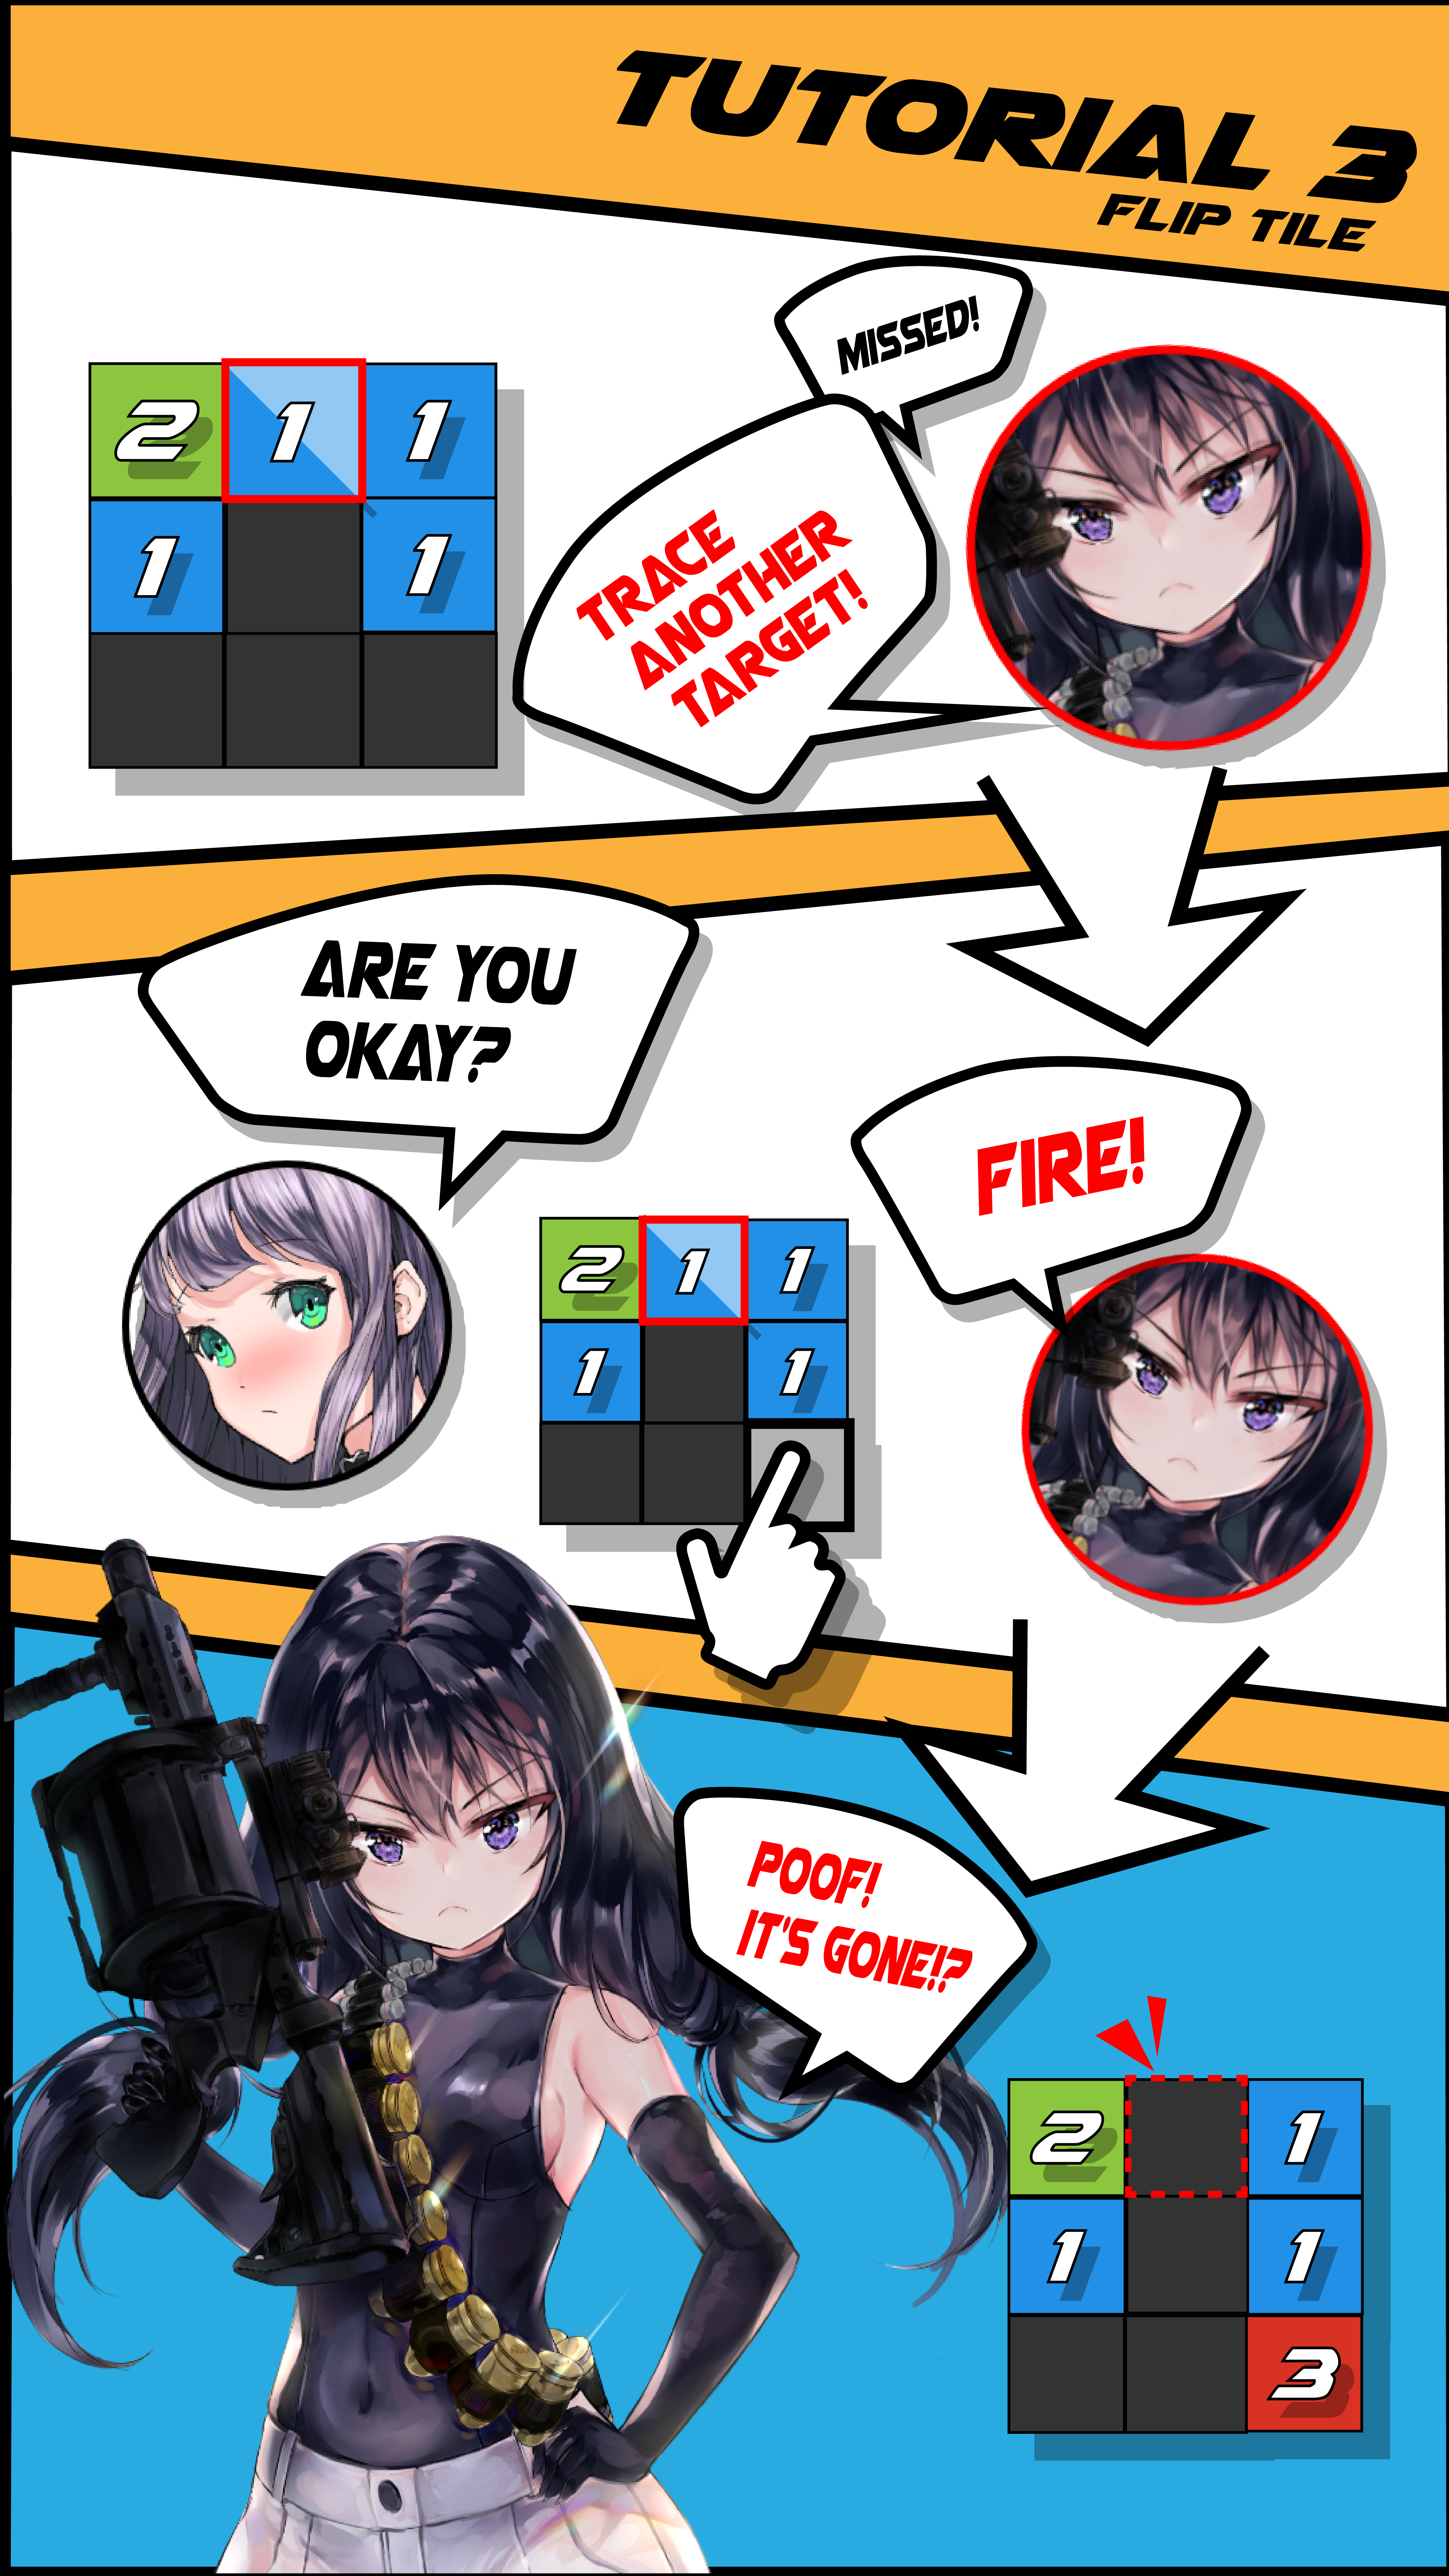 TUTORIAL 3
FLIP TILE
MISSED!
2 1 1
1 1
TRACE
ANOTHER
TARGET!
ARE YOU
OKAY?
FIRE!
2 1 1
1 1
POOF!
IT'S GONE!?
2 1
1 1
3